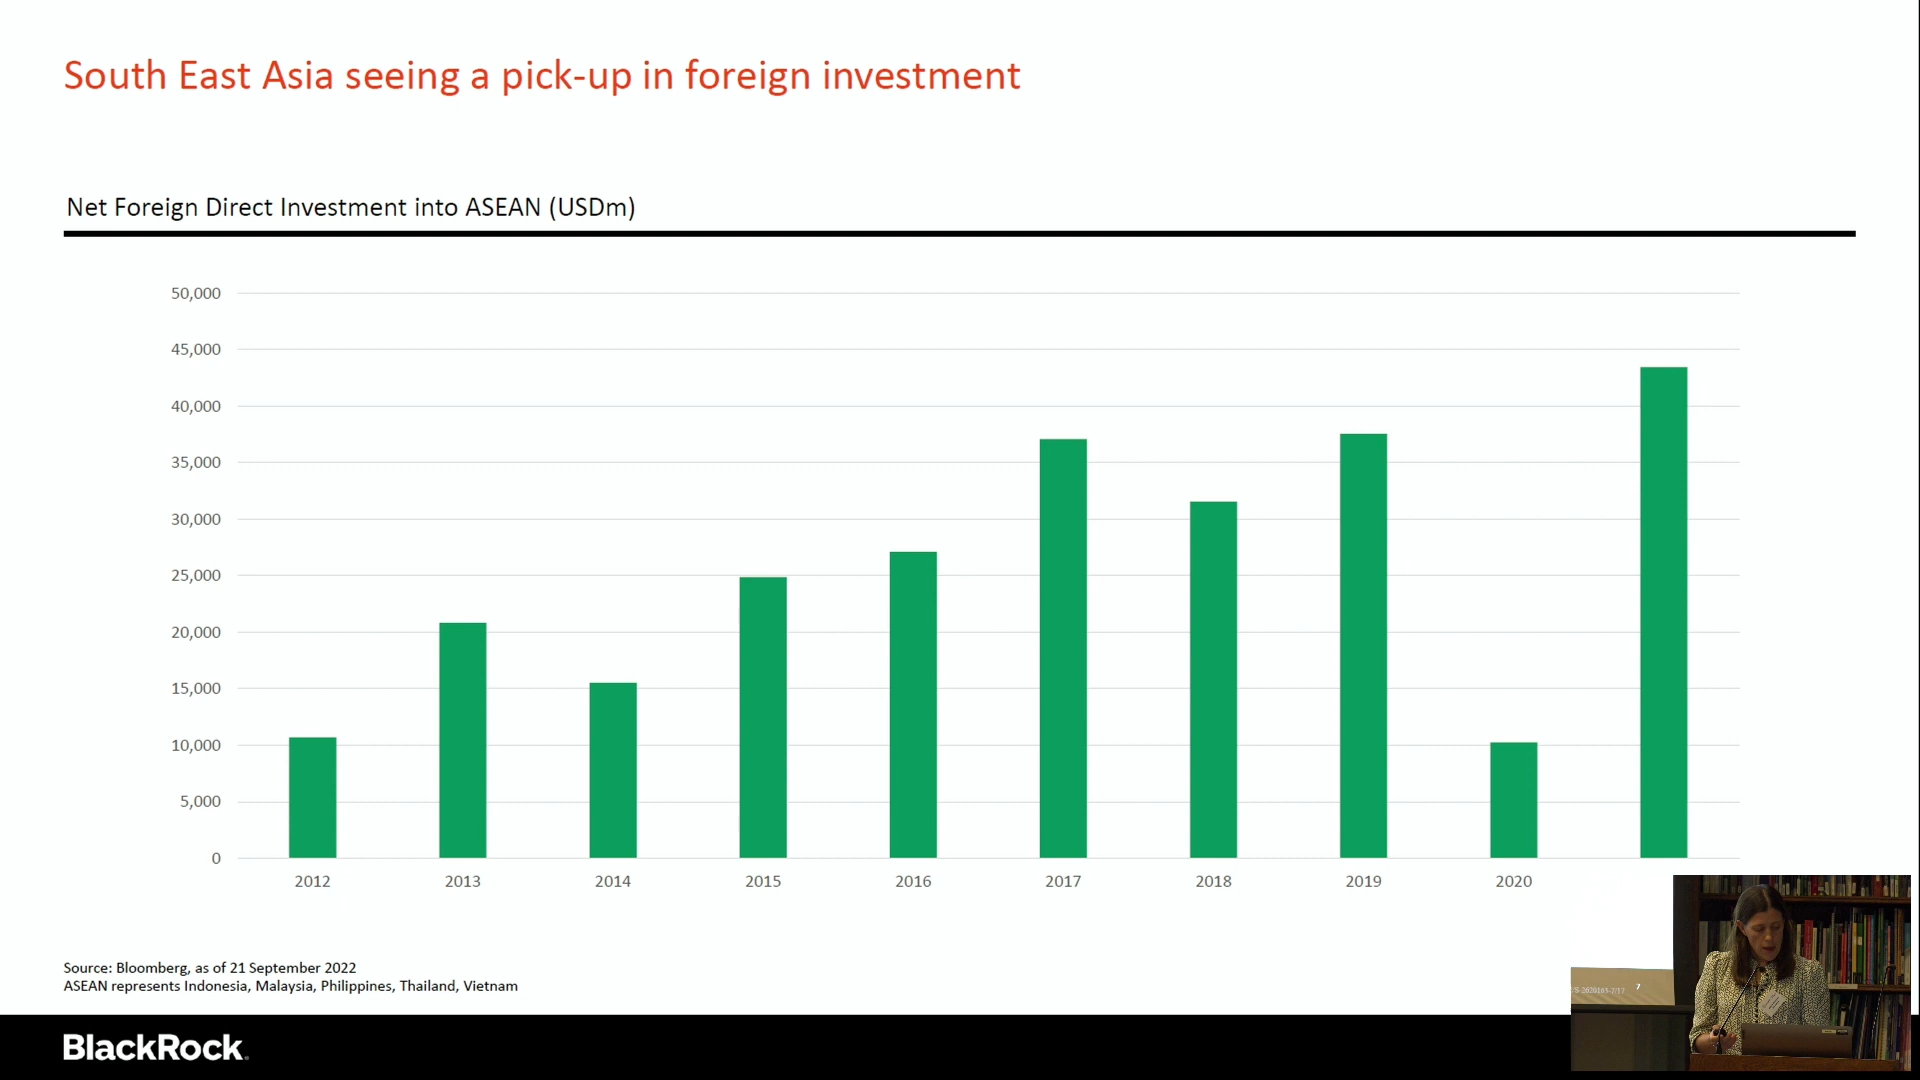 South East Asia seeing a pick-up in foreign investment
Net Foreign Direct Investment into ASEAN (USDm)
50,000
45,000
40,000
35,000
30,000
25,000
20,000
15,000
10,000
5,000
0
2012 2013 2014 2015 2016 2017 2018 2019 2020
Source: Bloomberg, as of 21 September 2022
ASEAN represents Indonesia, Malaysia, Philippines, Thailand, Vietnam
7
BlackRock.